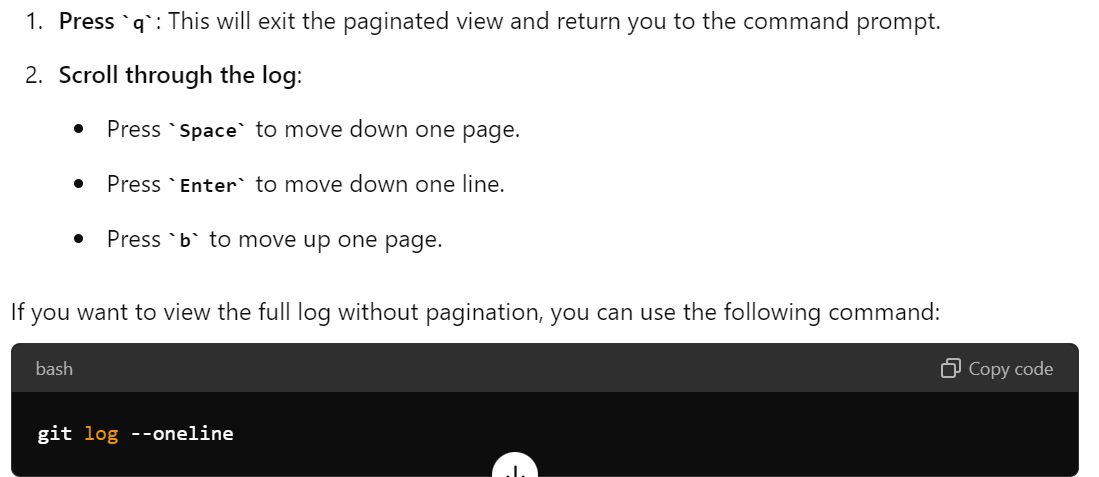 1. Press `q`: This will exit the paginated view and return you to the command prompt.
2. Scroll through the log:
• Press `Space` to move down one page.
• Press `Enter` to move down one line.
• Press `b` to move up one page.
If you want to view the full log without pagination, you can use the following command:
bash Copy code
git log --oneline